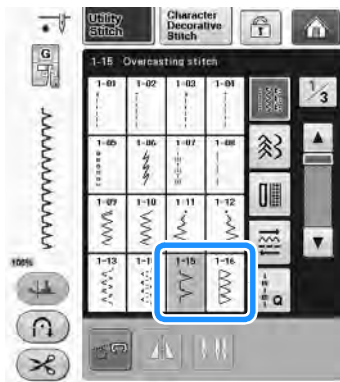 Utility
Stitch
Character
Decorative
Stitch
G
1-15 Overcasting stitch
1-01 1-02 1-03 1-04
1/3
1-05 1-06 1-07 1-08
1-09 1-10 1-11 1-12
100%
1-13 1-15 1-16
Q